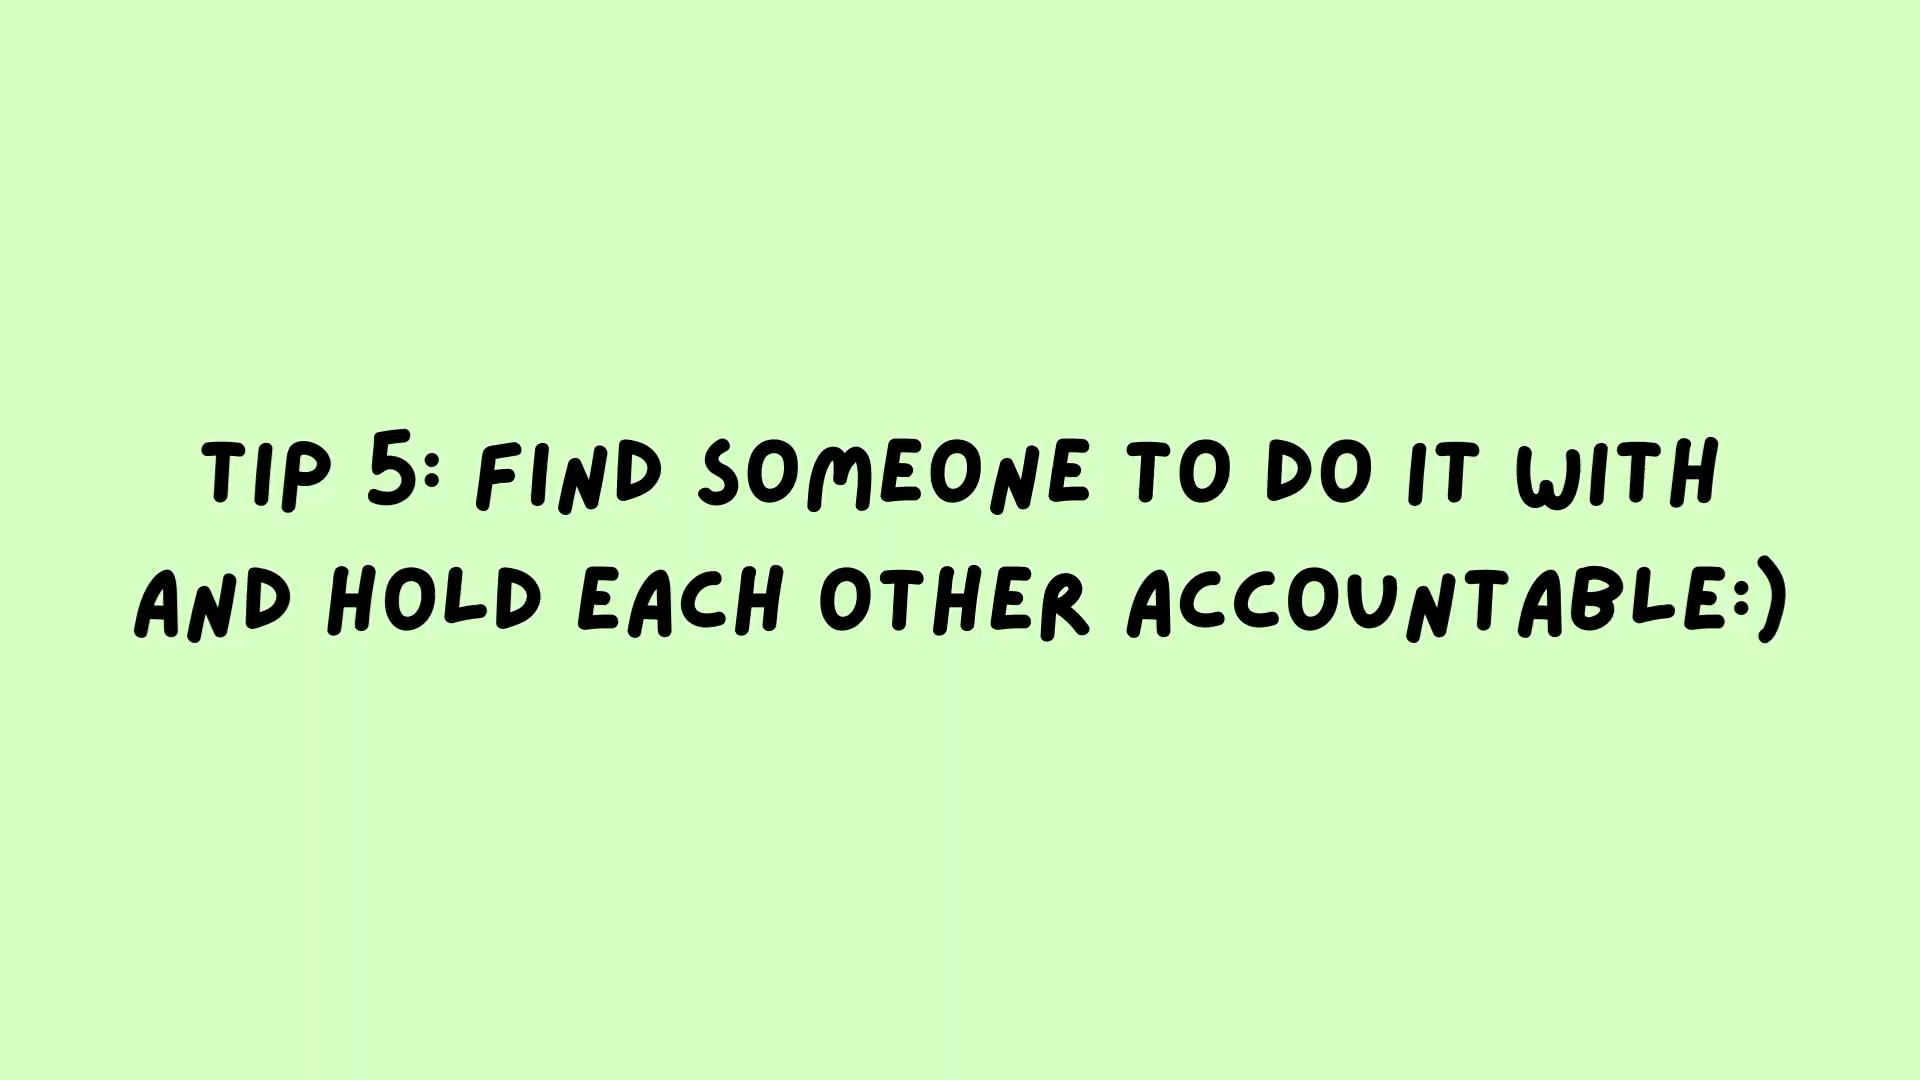 TIP 5: FIND SOMEONE TO DO IT WITH
AND HOLD EACH OTHER ACCOUNTABLE:)